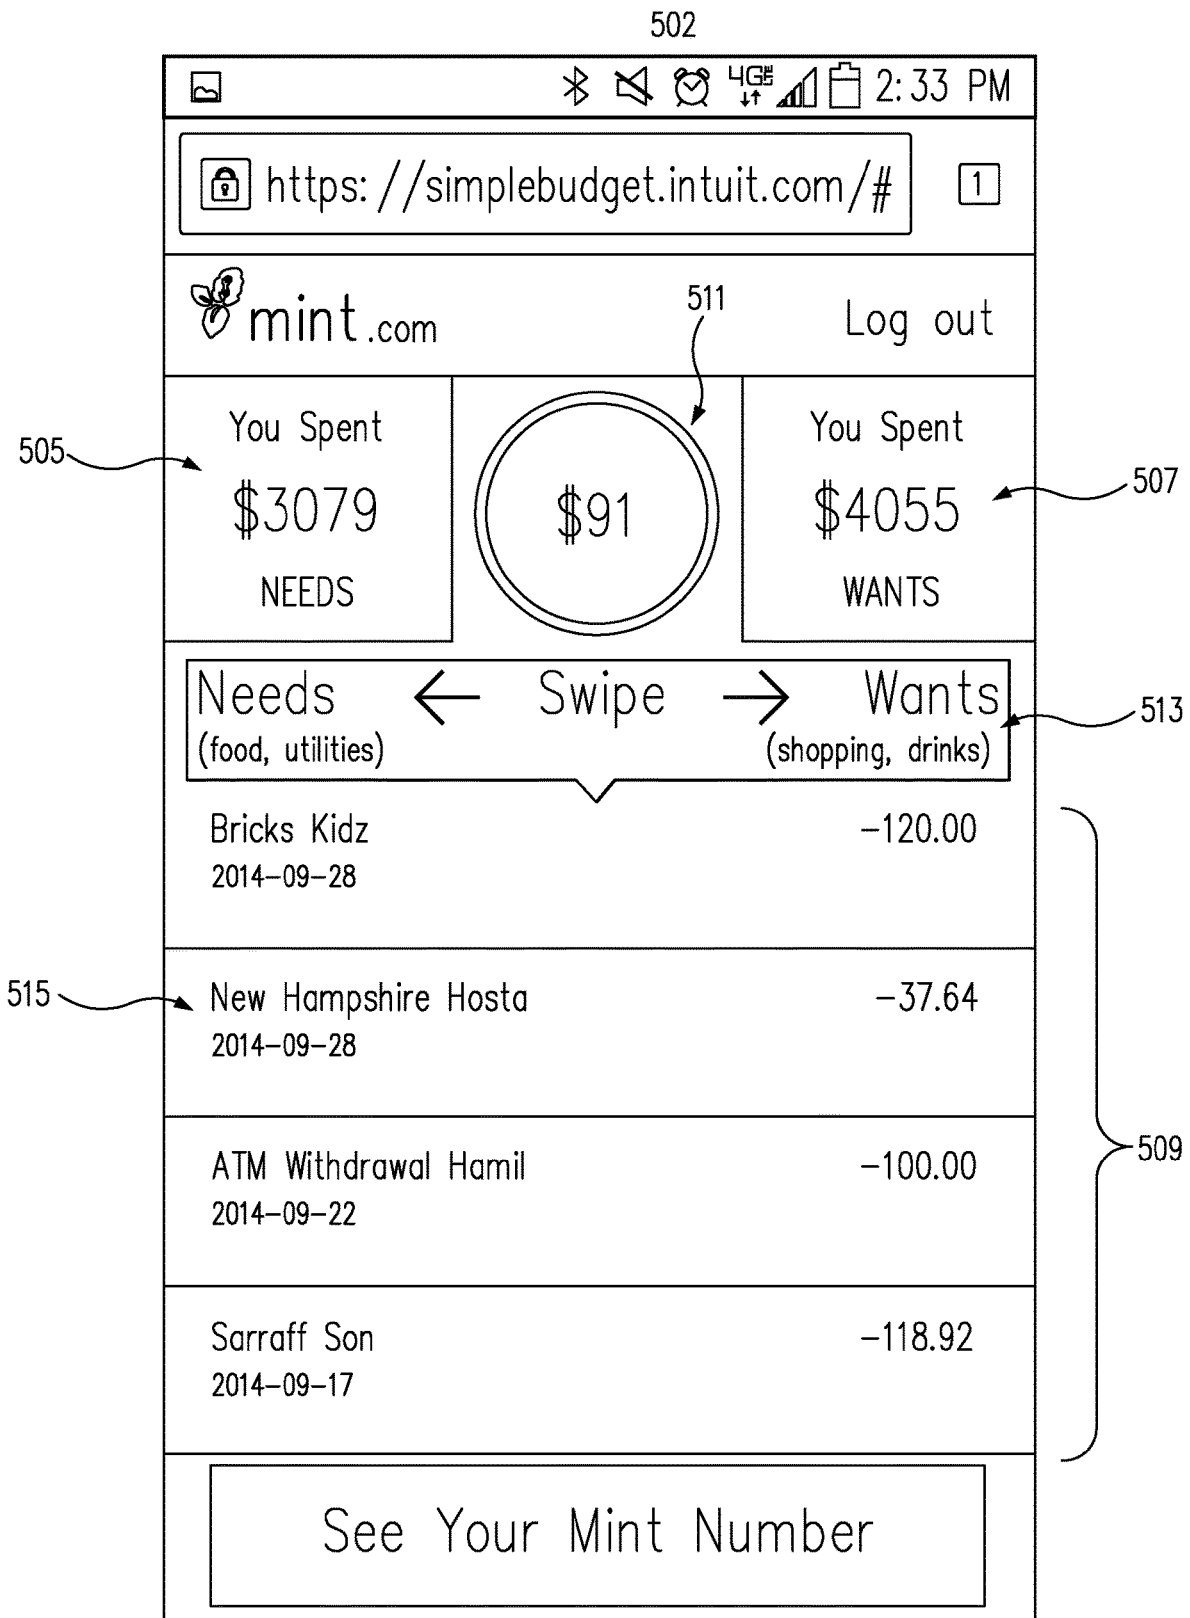 502
4GLTE 2:33 PM
https://simplebudget.intuit.com/# 1
mint.com Log out
511
505
507
You Spent
$3079
NEEDS
$91
You Spent
$4055
WANTS
Needs ← Swipe → Wants
(food, utilities) (shopping, drinks)
513
Bricks Kidz -120.00
2014-09-28
515
New Hampshire Hosta -37.64
2014-09-28
ATM Withdrawal Hamil -100.00
2014-09-22
509
Sarraff Son -118.92
2014-09-17
See Your Mint Number